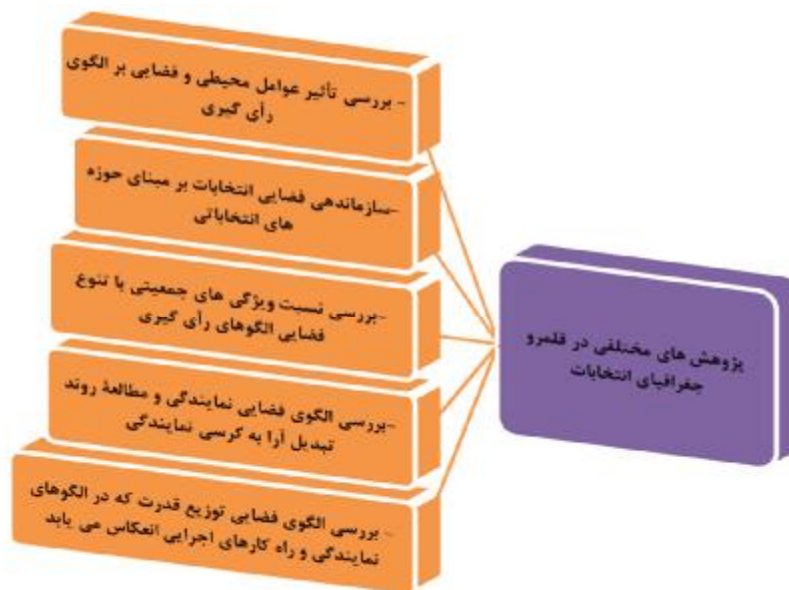 پژوهش های مختلفی در قلمرو
جغرافیای انتخابات
- بررسی تأثیر عوامل محیطی و فضایی بر الگوی
رأی گیری
-سازماندهی فضایی انتخابات بر مبنای حوزه
های انتخاباتی
-بررسی نسبت ویژگی های جمعیتی با تنوع
فضایی الگوهای رأی گیری
-بررسی الگوی فضایی نمایندگی و مطالعۀ روند
تبدیل آرا به کرسی نمایندگی
- بررسی الگوی فضایی توزیع قدرت که در الگوهای
نمایندگی و راه کارهای اجرایی انعکاس می یابد